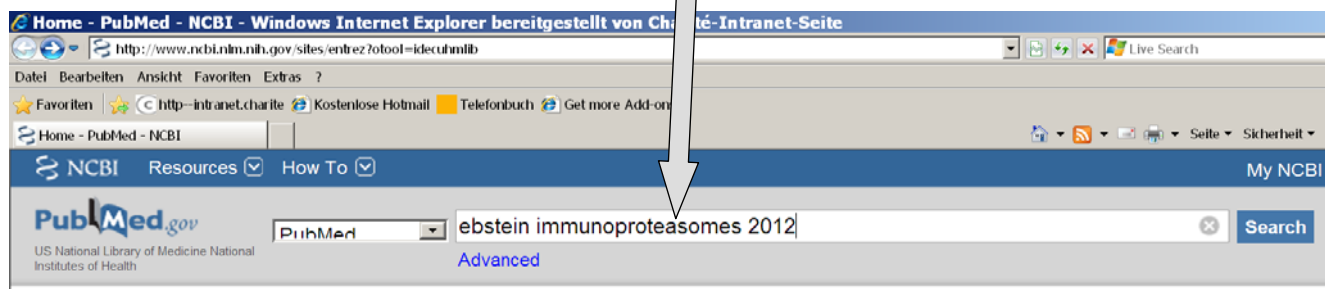 Home - PubMed - NCBI - Windows Internet Explorer bereitgestellt von Cha té-Intranet-Seite
http://www.ncbi.nlm.nih.gov/sites/entrez?otool=idecuhmlib Live Search
Datei Bearbeiten Ansicht Favoriten Extras ?
Favoriten http--intranet.charite Kostenlose Hotmail Telefonbuch Get more Add-on
Home - PubMed - NCBI Seite Sicherheit
NCBI Resources How To My NCBI
PubMed.gov PubMed ebstein immunoproteasomes 2012 Search
US National Library of Medicine National
Institutes of Health
Advanced